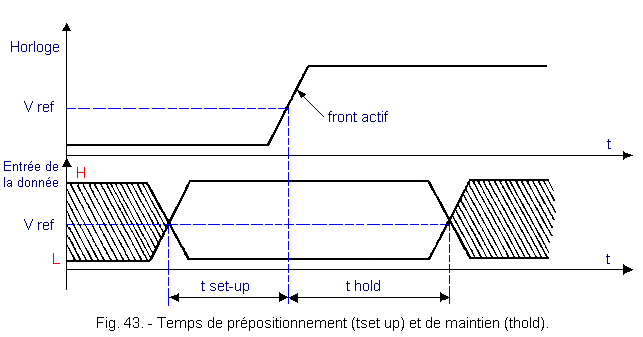 Horloge
V ref
front actif
t
Entrée de
la donnée
H
V ref
L
t
t set-up
t hold
Fig. 43. - Temps de prépositionnement (tset up) et de maintien (thold).